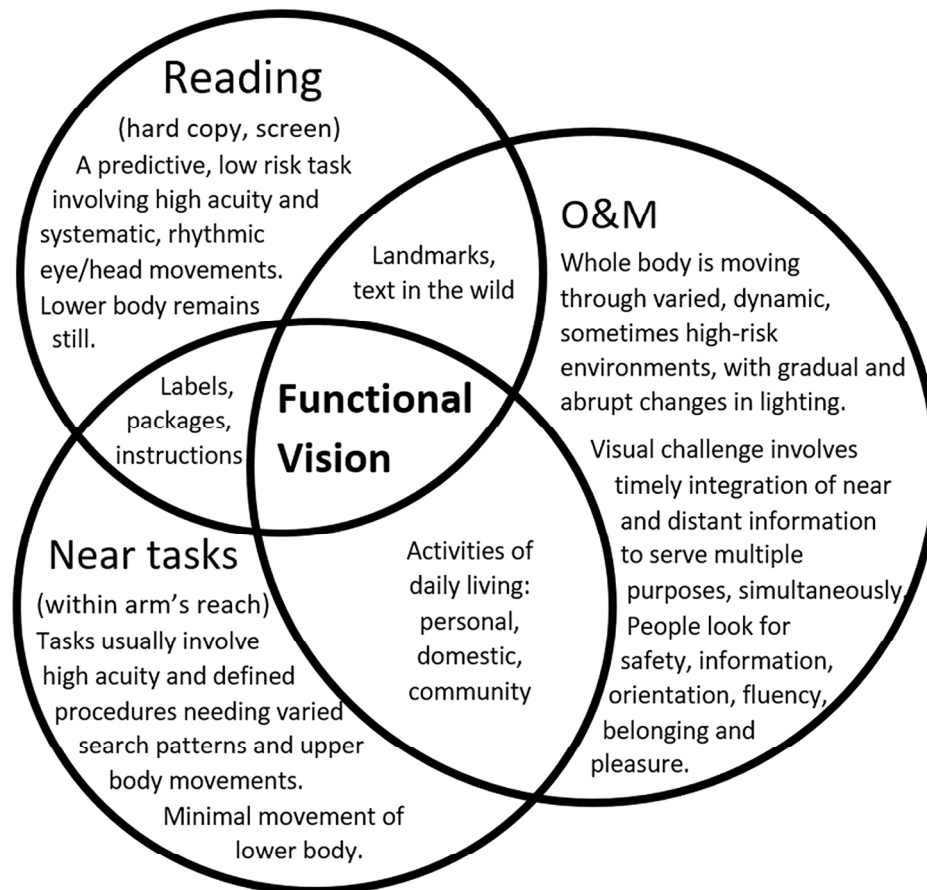 Reading
(hard copy, screen)
A predictive, low risk task
involving high acuity and
systematic, rhythmic
eye/head movements.
Lower body remains
still.
Landmarks,
text in the wild
O&M
Whole body is moving
through varied, dynamic,
sometimes high-risk
environments, with gradual and
abrupt changes in lighting.
Visual challenge involves
timely integration of near
and distant information
to serve multiple
purposes, simultaneously.
People look for
safety, information,
orientation, fluency,
belonging and
pleasure.
Labels,
packages,
instructions
Functional
Vision
Near tasks
(within arm's reach)
Tasks usually involve
high acuity and defined
procedures needing varied
search patterns and upper
body movements.
Minimal movement of
lower body.
Activities of
daily living:
personal,
domestic,
community